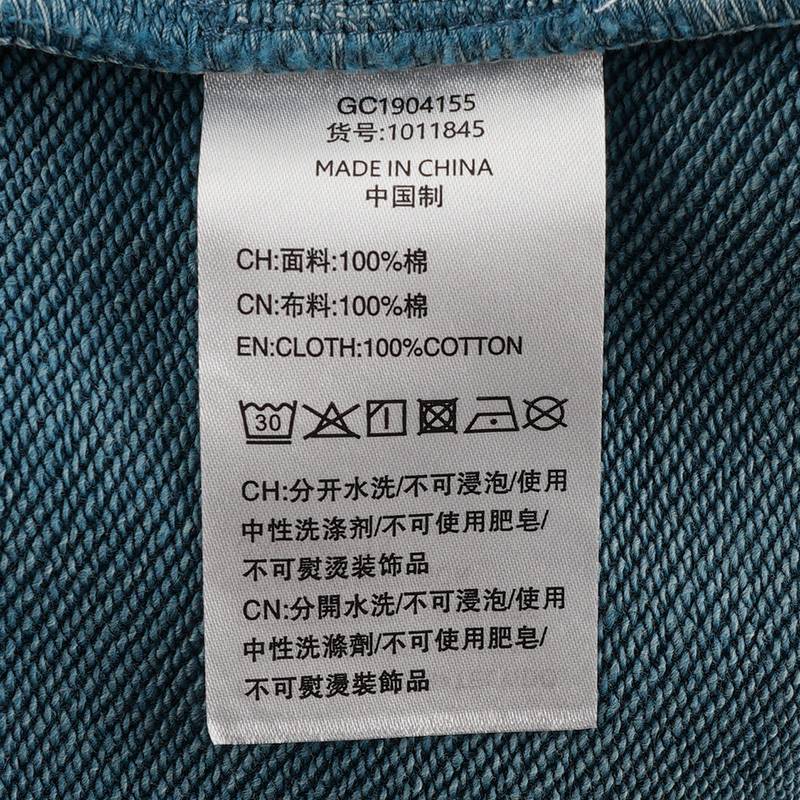 GC1904155
货号:1011845
MADE IN CHINA
中国制
CH:面料:100%棉
CN:布料:100%棉
EN:CLOTH:100%COTTON
30
CH:分开水洗/不可浸泡/使用
中性洗涤剂/不可使用肥皂/
不可熨烫装饰品
CN:分開水洗/不可浸泡/使用
中性洗滌劑/不可使用肥皂/
不可熨燙裝飾品